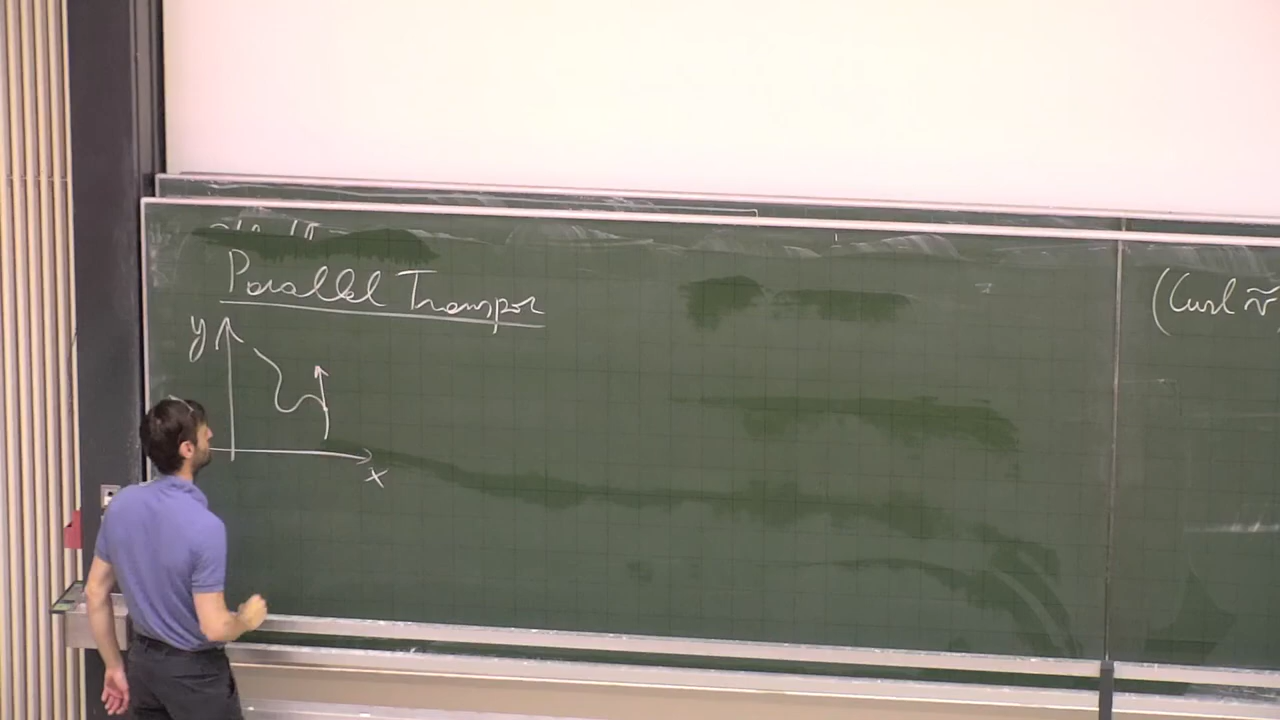 Parallel Transpor
y
x
(Curl ṽ